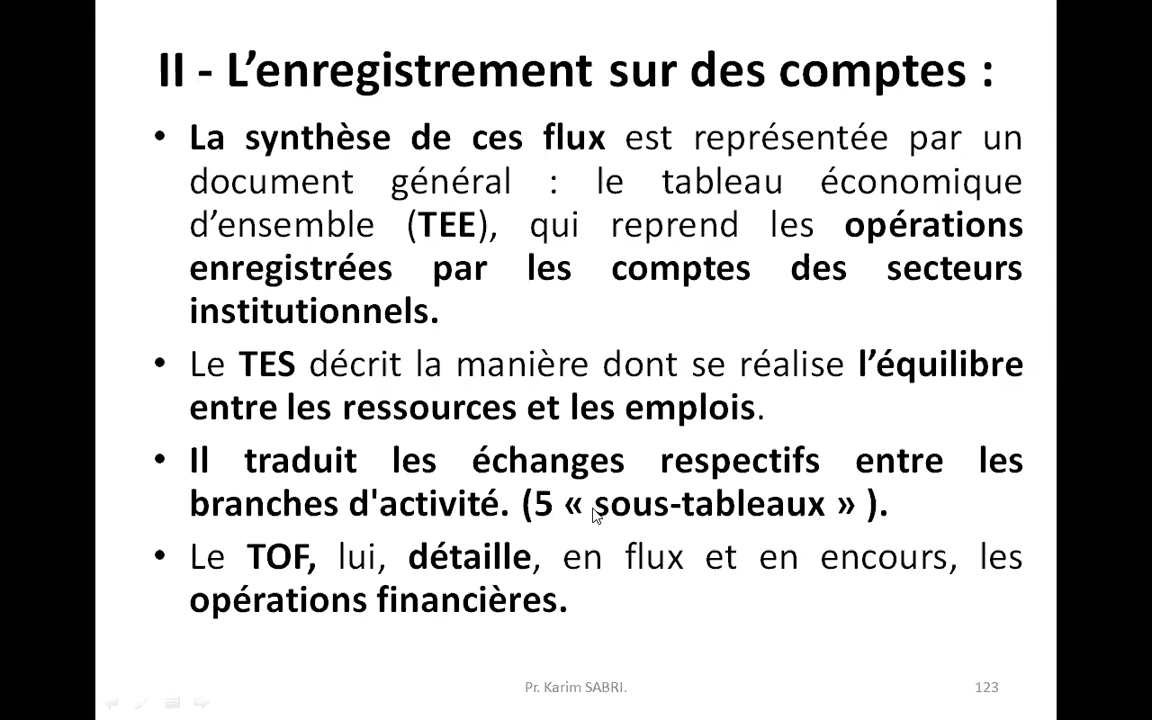 II - L’enregistrement sur des comptes :
• La synthèse de ces flux est représentée par un
document général : le tableau économique
d’ensemble (TEE), qui reprend les opérations
enregistrées par les comptes des secteurs
institutionnels.
• Le TES décrit la manière dont se réalise l’équilibre
entre les ressources et les emplois.
• Il traduit les échanges respectifs entre les
branches d'activité. (5 « sous-tableaux » ).
• Le TOF, lui, détaille, en flux et en encours, les
opérations financières.
Pr. Karim SABRI.
123